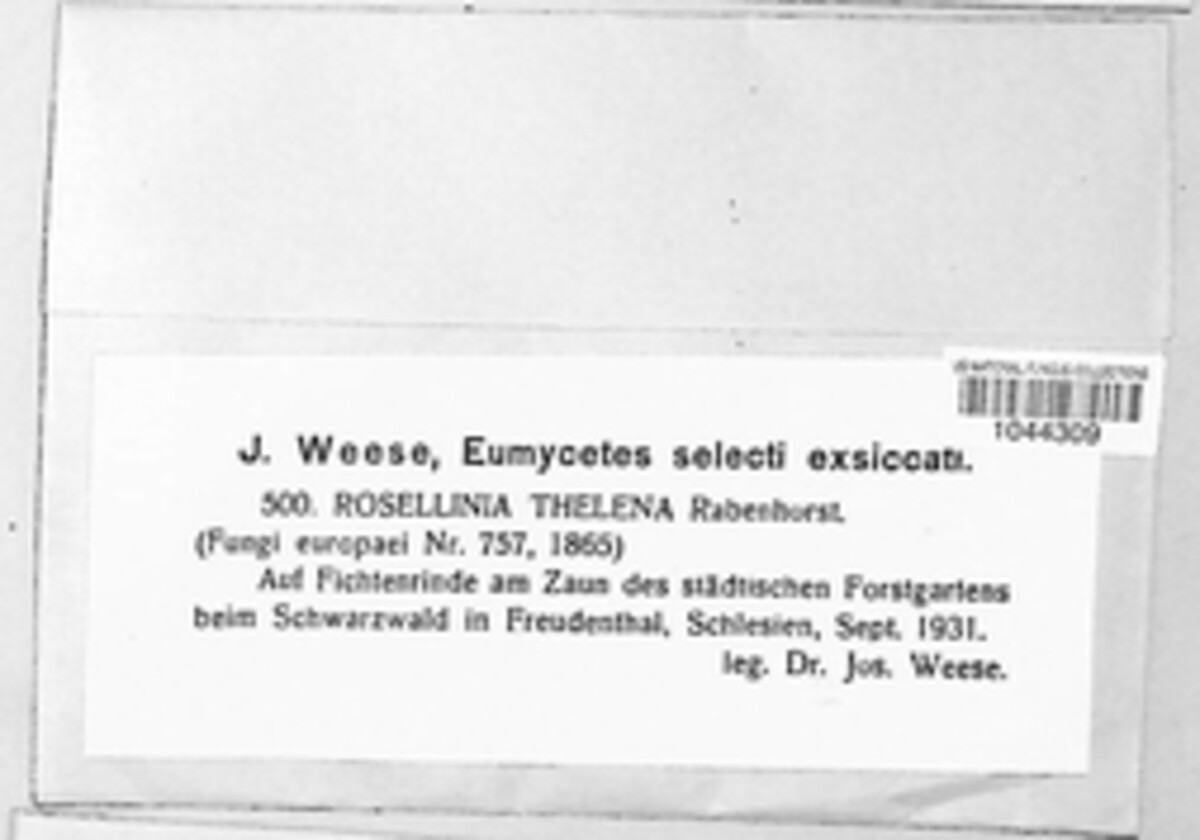 1044309
J. Weese, Eumycetes selecti exsiccati.
500. ROSELLINIA THELENA Rabenhorst.
(Fungi europaei Nr. 757, 1865)
Auf Fichtenrinde am Zaun des städtischen Forstgartens
beim Schwarzwald in Freudenthal, Schlesien, Sept. 1931.
leg. Dr. Jos. Weese.